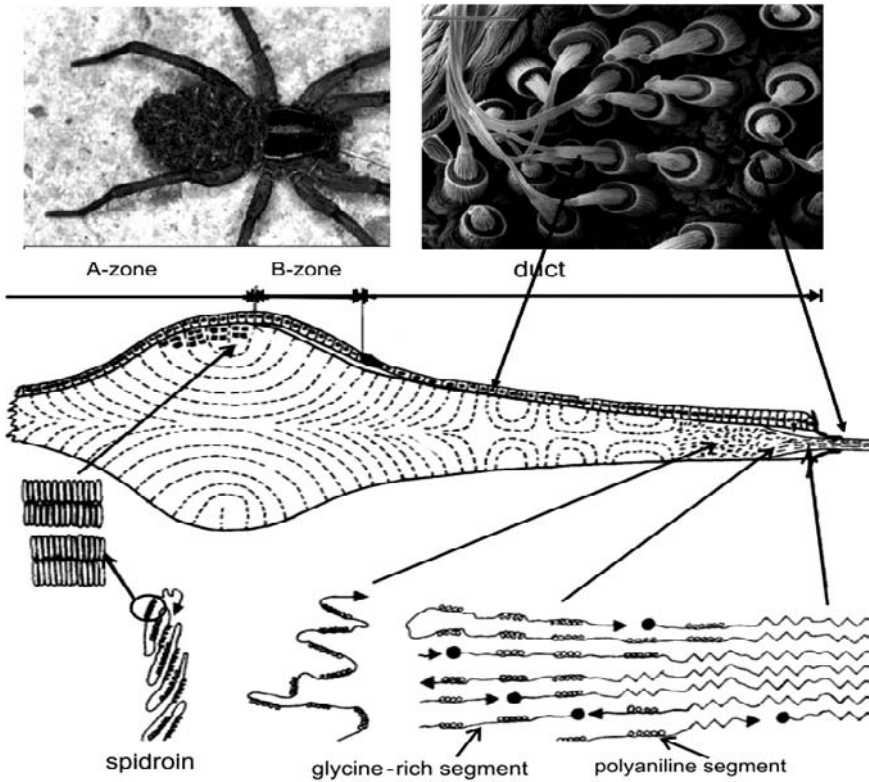 A-zone
B-zone
duct
spidroin
glycine-rich segment
polyaniline segment